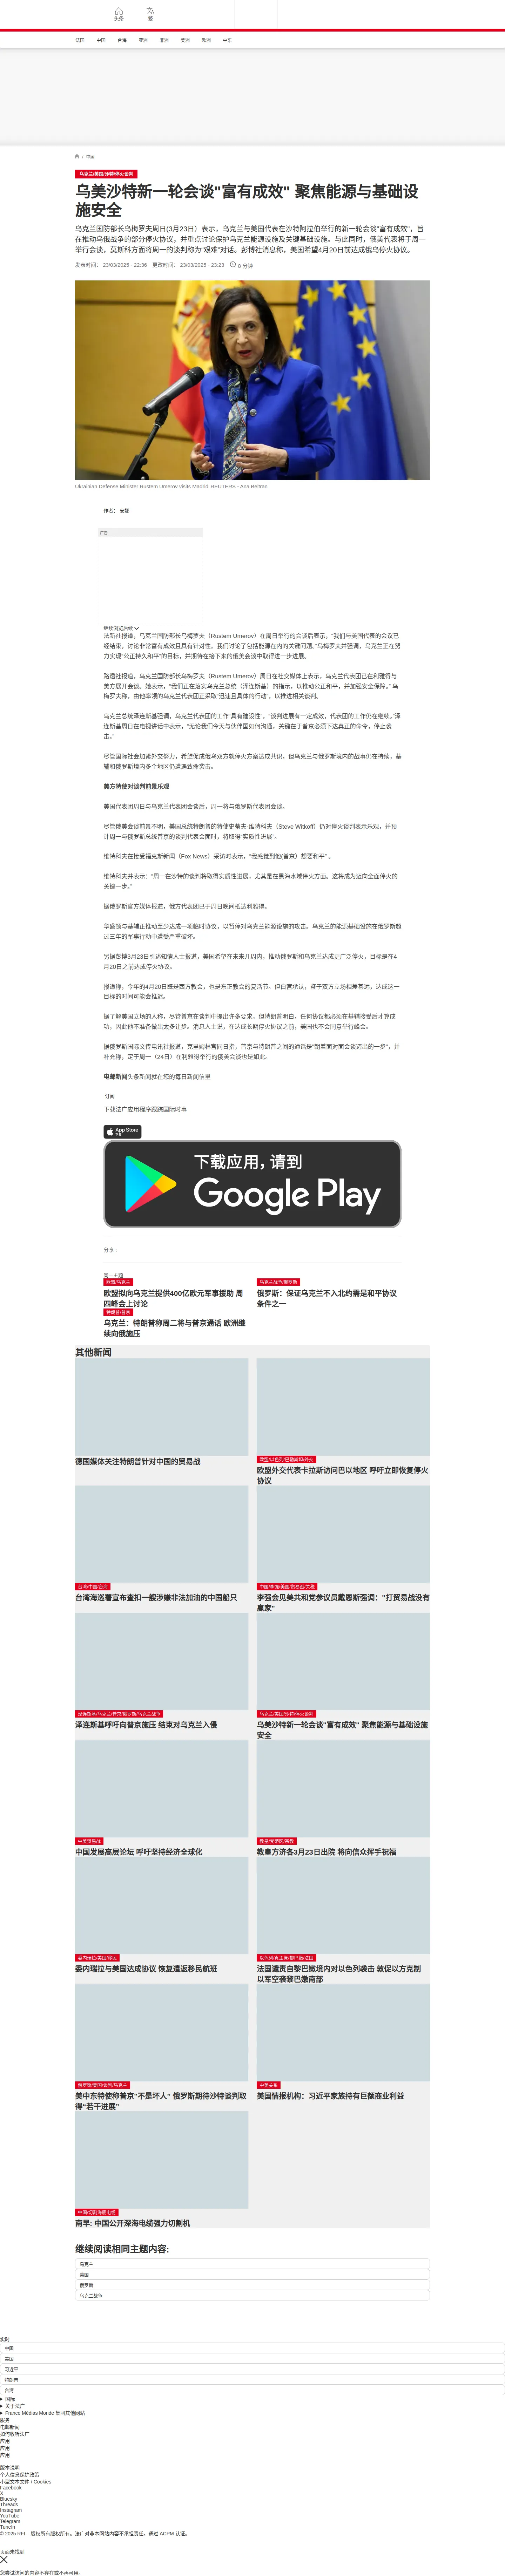 头条
繁
法国
中国
台海
亚洲
非洲
美洲
欧洲
中东
/ 法国
乌克兰/美国/沙特/停火谈判
乌美沙特新一轮会谈"富有成效" 聚焦能源与基础设
施安全
乌克兰国防部长乌梅罗夫周日(3月23日）表示，乌克兰与美国代表在沙特阿拉伯举行的新一轮会谈“富有成效”，旨
在推动乌俄战争的部分停火协议，并重点讨论保护乌克兰能源设施及关键基础设施。与此同时，俄美代表将于周一
举行会谈，莫斯科方面将周一的谈判称为“艰难”对话。彭博社消息称，美国希望4月20日前达成俄乌停火协议。
发表时间： 23/03/2025 - 22:36 更改时间： 23/03/2025 - 23:23 6 分钟
Ukrainian Defense Minister Rustem Umerov visits Madrid REUTERS - Ana Beltran
作者： 安娜
广告
继续浏览后续
法新社报道，乌克兰国防部长乌梅罗夫（Rustem Umerov）在周日举行的会谈后表示，“我们与美国代表的会议已
经结束，讨论非常富有成效且具有针对性。我们讨论了包括能源在内的关键问题。”乌梅罗夫并强调，乌克兰正在努
力实现“公正持久和平”的目标，并期待在接下来的俄美会谈中取得进一步进展。
路透社报道，乌克兰国防部长乌梅罗夫（Rustem Umerov）周日在社交媒体上表示，乌克兰代表团已在利雅得与
美方展开会谈。她表示，“我们正在落实乌克兰总统（泽连斯基）的指示，以推动公正和平，并加强安全保障。” 乌
梅罗夫称，由他率领的乌克兰代表团正采取“迅速且具体的行动”，以推进相关谈判。
乌克兰总统泽连斯基强调，乌克兰代表团的工作“具有建设性”，“谈判进展有一定成效，代表团的工作仍在继续。”泽
连斯基周日在电视讲话中表示，“无论我们今天与伙伴国如何沟通，关键在于普京必须下达真正的命令，停止袭
击。”
尽管国际社会加紧外交努力，希望促成俄乌双方就停火方案达成共识，但乌克兰与俄罗斯境内的战事仍在持续，基
辅和俄罗斯境内多个地区仍遭遇致命袭击。
美方特使对谈判前景乐观
美国代表团周日与乌克兰代表团会谈后，周一将与俄罗斯代表团会谈。
尽管俄美会谈前景不明，美国总统特朗普的特使史蒂夫·维特科夫（Steve Witkoff）仍对停火谈判表示乐观，并预
计周一与俄罗斯总统普京的谈判代表会面时，将取得“实质性进展”。
维特科夫在接受福克斯新闻（Fox News）采访时表示，“我感觉到他(普京）想要和平” 。
维特科夫并表示：“周一在沙特的谈判将取得实质性进展，尤其是在黑海水域停火方面。这将成为迈向全面停火的
关键一步。”
据俄罗斯官方媒体报道，俄方代表团已于周日晚间抵达利雅得。
华盛顿与基辅正推动至少达成一项临时协议，以暂停对乌克兰能源设施的攻击。乌克兰的能源基础设施在俄罗斯超
过三年的军事行动中遭受严重破坏。
另据彭博3月23日引述知情人士报道，美国希望在未来几周内，推动俄罗斯和乌克兰达成更广泛停火，目标是在4
月20日之前达成停火协议。
报道称，今年的4月20日既是西方教会，也是东正教会的复活节。但白宫承认，鉴于双方立场相差甚远，达成这一
目标的时间可能会推迟。
据了解美国立场的人称，尽管普京在谈判中提出许多要求，但特朗普明白，任何协议都必须在基辅接受后才算成
功，因此他不准备做出太多让步。消息人士说，在达成长期停火协议之前，美国也不会同意举行峰会。
据俄罗斯国际文传电讯社报道，克里姆林宫同日指，普京与特朗普之间的通话是“朝着面对面会谈迈出的一步”，并
补充称，定于周一（24日）在利雅得举行的俄美会谈也是如此。
电邮新闻头条新闻就在您的每日新闻信里
订阅
下载法广应用程序跟踪国际时事
App Store
下载
下载应用，请到
Google Play
分享 :
同一主题
欧盟/乌克兰
欧盟拟向乌克兰提供400亿欧元军事援助 周
四峰会上讨论
乌克兰战争/俄罗斯
俄罗斯：保证乌克兰不入北约需是和平协议
条件之一
特朗普/普京
乌克兰：特朗普称周二将与普京通话 欧洲继
续向俄施压
其他新闻
德国媒体关注特朗普针对中国的贸易战
欧盟/以色列/巴勒斯坦/外交
欧盟外交代表卡拉斯访问巴以地区 呼吁立即恢复停火
协议
台湾/中国/台海
台湾海巡署宣布查扣一艘涉嫌非法加油的中国船只
中国/李强/美国/贸易战/关税
李强会见美共和党参议员戴恩斯强调："打贸易战没有
赢家"
泽连斯基/乌克兰/普京/俄罗斯/乌克兰战争
泽连斯基呼吁向普京施压 结束对乌克兰入侵
乌克兰/美国/沙特/停火谈判
乌美沙特新一轮会谈"富有成效" 聚焦能源与基础设施
安全
中美贸易战
中国发展高层论坛 呼吁坚持经济全球化
教皇/梵蒂冈/宗教
教皇方济各3月23日出院 将向信众挥手祝福
委内瑞拉/美国/移民
委内瑞拉与美国达成协议 恢复遣返移民航班
以色列/真主党/黎巴嫩/法国
法国谴责自黎巴嫩境内对以色列袭击 敦促以方克制
以军空袭黎巴嫩南部
俄罗斯/美国/谈判/乌克兰
美中东特使称普京"不是坏人" 俄罗斯期待沙特谈判取
得“若干进展”
中美关系
美国情报机构：习近平家族持有巨额商业利益
中国/切割海底电缆
南早: 中国公开深海电缆强力切割机
继续阅读相同主题内容:
乌克兰
美国
俄罗斯
乌克兰战争
实时
中国
美国
习近平
特朗普
台湾
国际
关于法广
France Médias Monde 集团其他网站
服务
电邮新闻
如何收听法广
应用
应用
应用
版本说明
个人信息保护政策
小型文本文件 / Cookies
Facebook
X
Bluesky
Threads
Instagram
YouTube
Telegram
TuneIn
© 2025 RFI – 版权所有版权所有。法广对非本网站内容不承担责任。通过 ACPM 认证。
页面未找到
您尝试访问的内容不存在或不再可用。